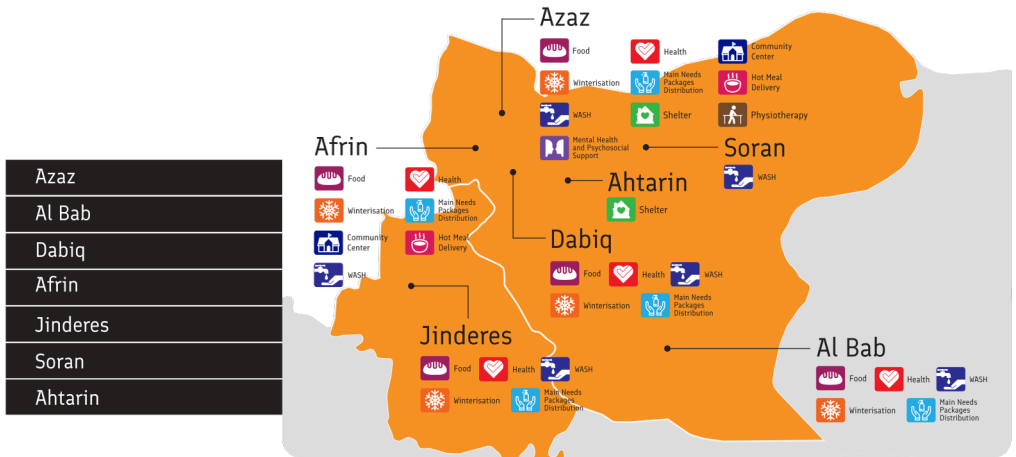 Azaz
Al Bab
Dabiq
Afrin
Jinderes
Soran
Ahtarin
Azaz
Food
Health
Community
Center
Winterisation
Main Needs
Packages
Distribution
Hot Meal
Delivery
WASH
Shelter
Physiotherapy
Mental Health
and Psychosocial
Support
Afrin
Food
Health
Winterisation
Main Needs
Packages
Distribution
Community
Center
Hot Meal
Delivery
WASH
Soran
WASH
Ahtarin
Shelter
Dabiq
Food
Health
WASH
Winterisation
Main Needs
Packages
Distribution
Jinderes
Food
Health
WASH
Winterisation
Main Needs
Packages
Distribution
Al Bab
Food
Health
WASH
Winterisation
Main Needs
Packages
Distribution